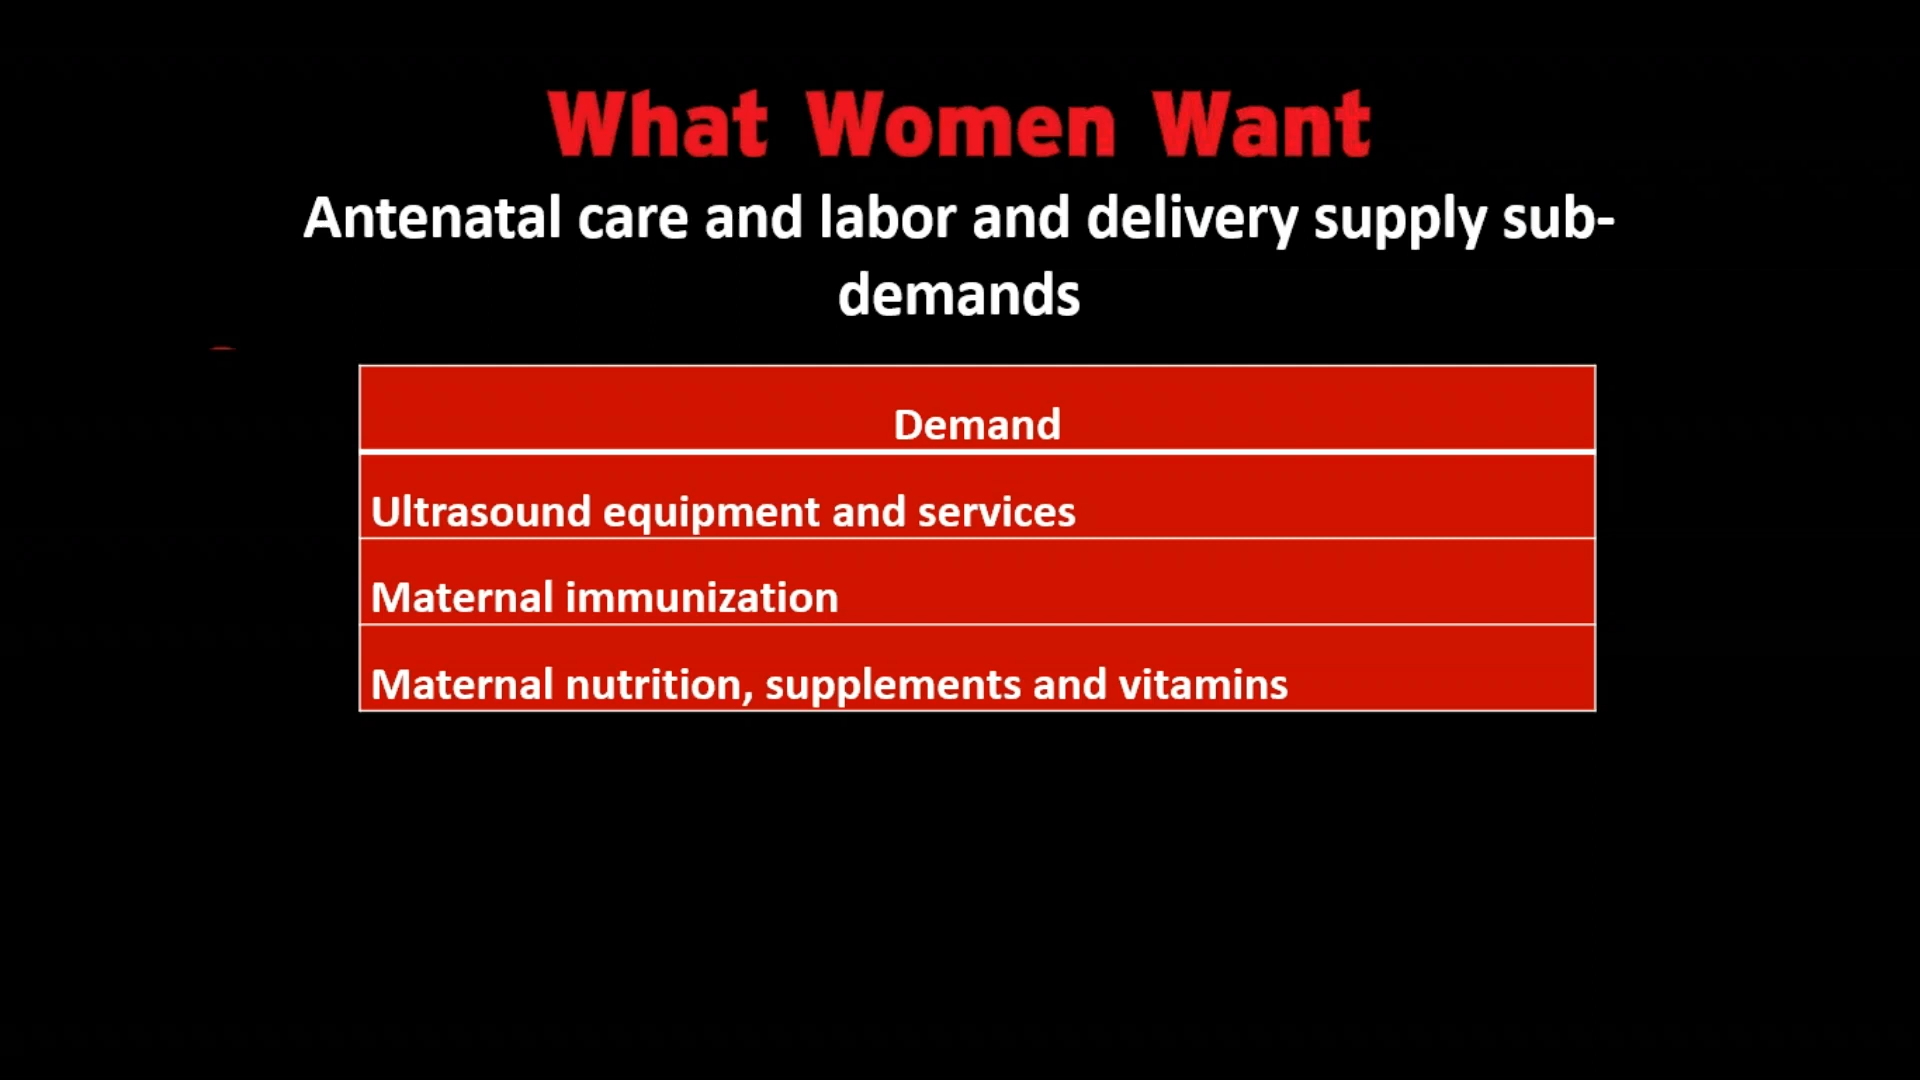 What Women Want
Antenatal care and labor and delivery supply sub-
demands
Demand
Ultrasound equipment and services
Maternal immunization
Maternal nutrition, supplements and vitamins